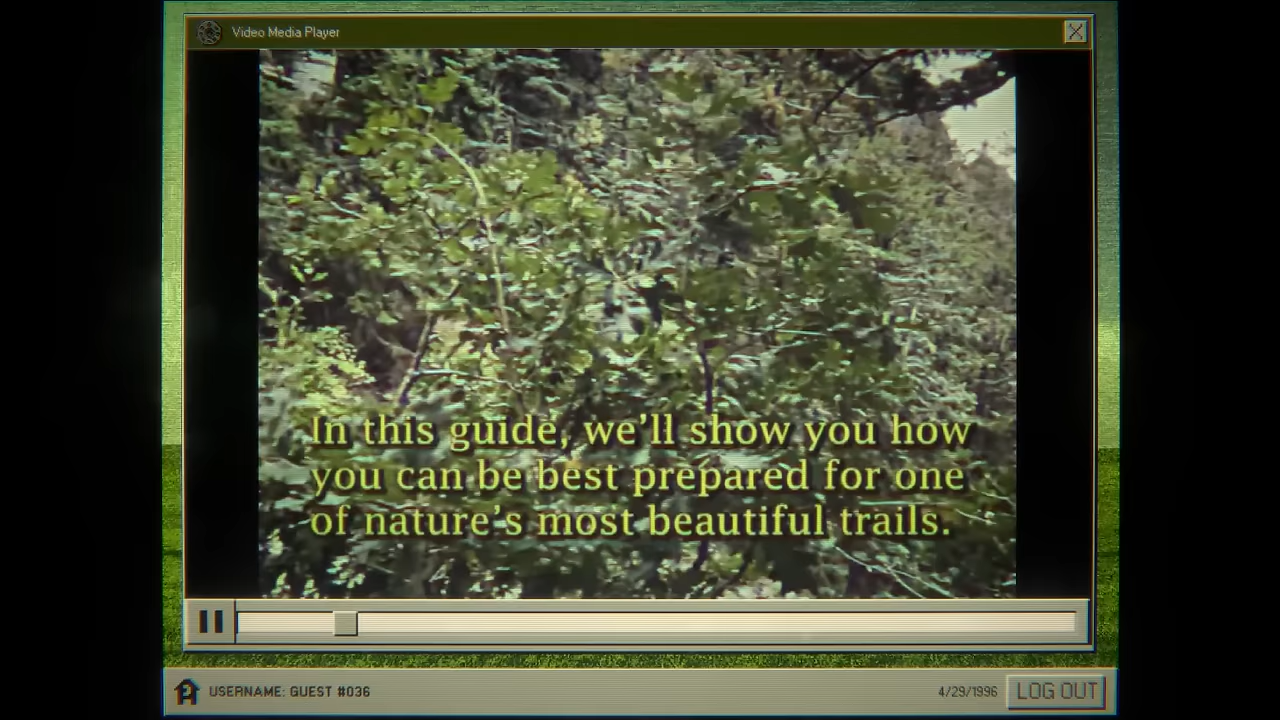 Video Media Player
In this guide, we'll show you how
you can be best prepared for one
of nature's most beautiful trails.
USERNAME: GUEST #036
4/29/1996
LOG OUT